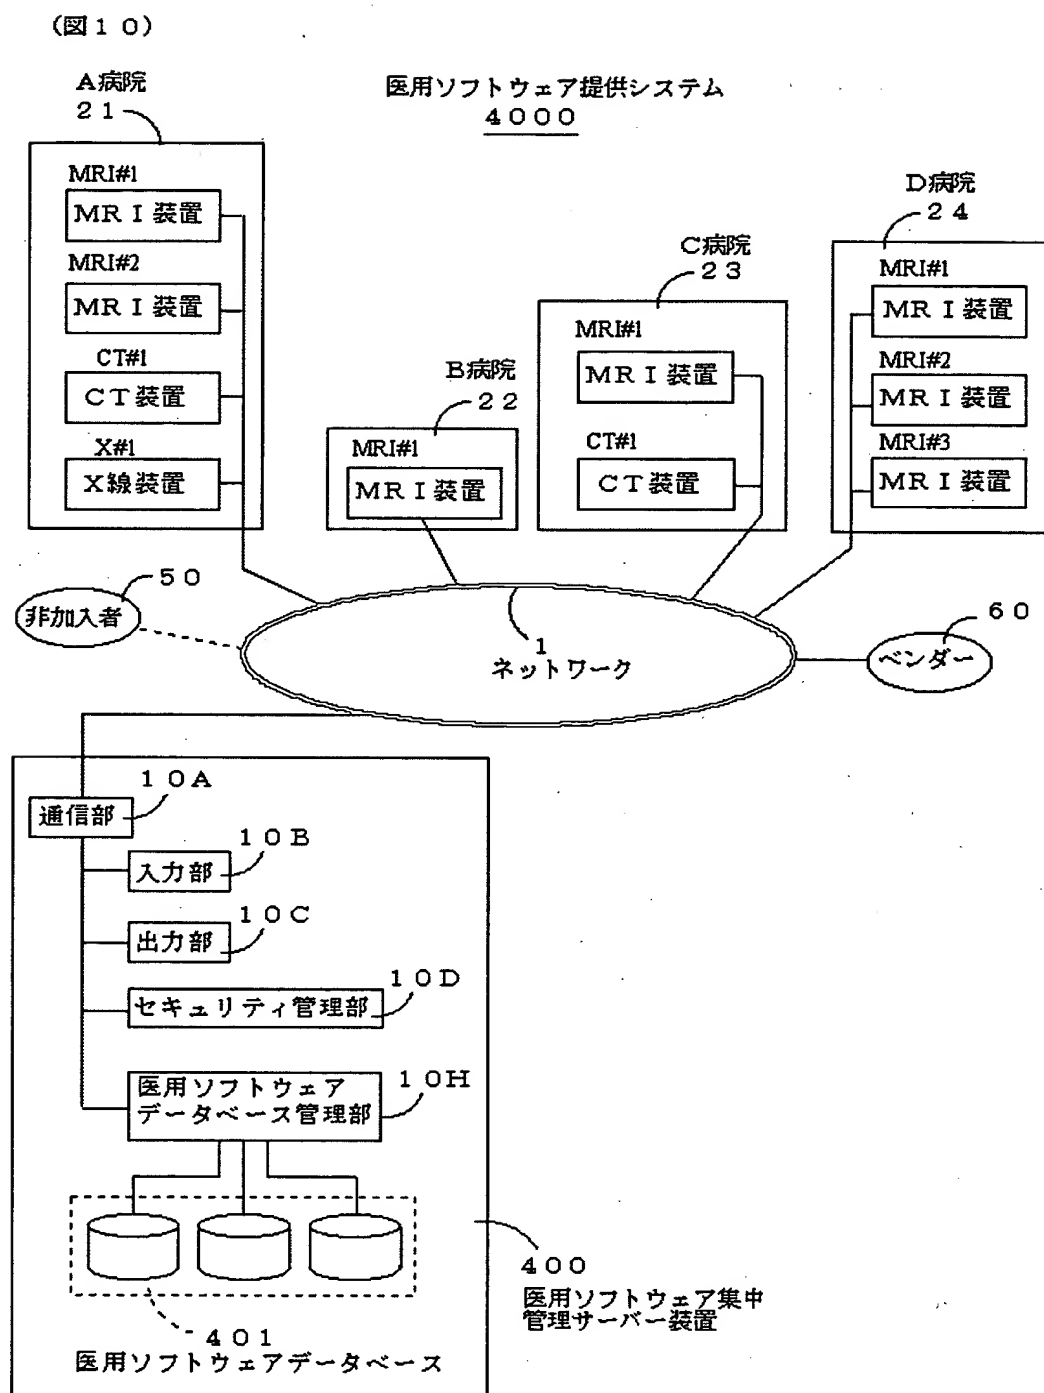 (図１０)
医用ソフトウェア提供システム
４０００
A病院
２１
MRI#1
ＭＲＩ装置
MRI#2
ＭＲＩ装置
CT#1
ＣＴ装置
X#1
Ｘ線装置
B病院
２２
MRI#1
ＭＲＩ装置
C病院
２３
MRI#1
ＭＲＩ装置
CT#1
ＣＴ装置
D病院
２４
MRI#1
ＭＲＩ装置
MRI#2
ＭＲＩ装置
MRI#3
ＭＲＩ装置
５０
非加入者
１
ネットワーク
６０
ベンダー
１０Ａ
通信部
１０Ｂ
入力部
１０Ｃ
出力部
１０Ｄ
セキュリティ管理部
１０Ｈ
医用ソフトウェア
データベース管理部
４００
医用ソフトウェア集中
管理サーバー装置
４０１
医用ソフトウェアデータベース